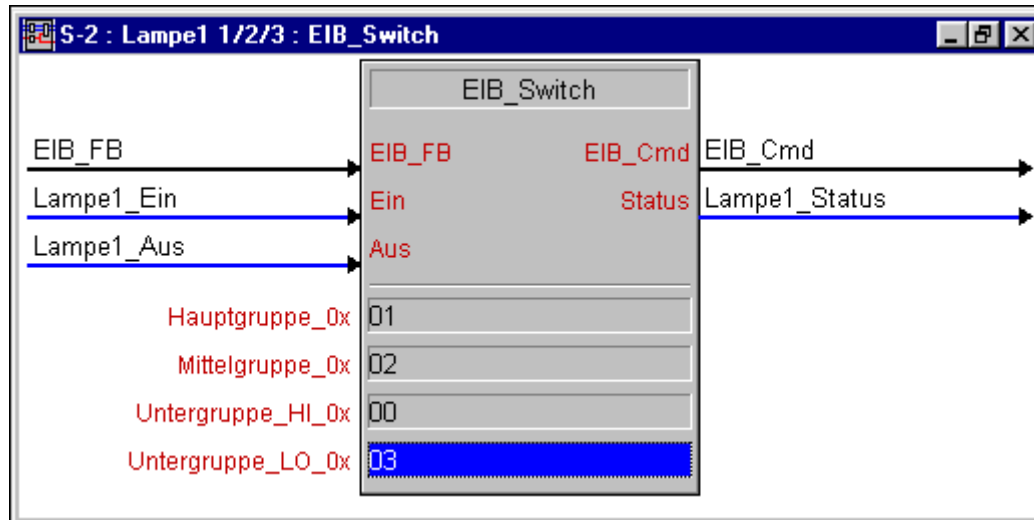 S-2 : Lampe1 1/2/3 : EIB_Switch
EIB_Switch
EIB_FB EIB_FB EIB_Cmd EIB_Cmd
Lampe1_Ein Ein Status Lampe1_Status
Lampe1_Aus Aus
Hauptgruppe_0x 01
Mittelgruppe_0x 02
Untergruppe_HI_0x 00
Untergruppe_LO_0x 03